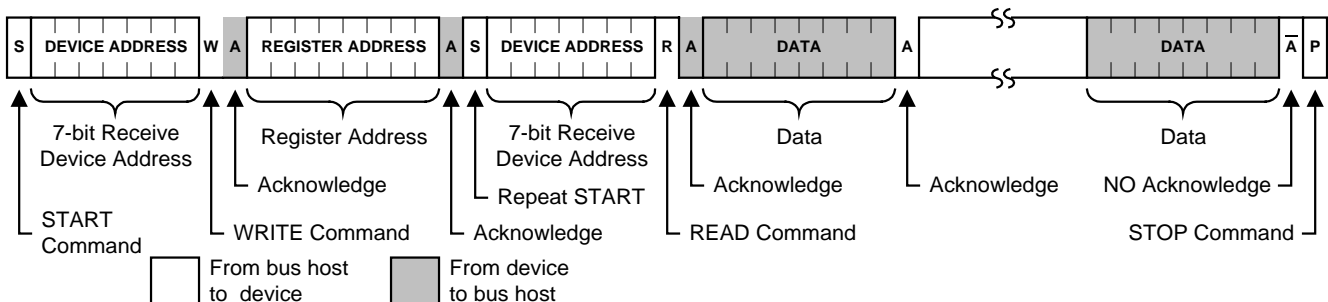 S DEVICE ADDRESS W A REGISTER ADDRESS A S DEVICE ADDRESS R A DATA A DATA A̅ P
7-bit Receive
Device Address
Register Address
7-bit Receive
Device Address
Data
Data
Acknowledge
Repeat START
Acknowledge
Acknowledge
NO Acknowledge
START
Command
WRITE Command
Acknowledge
READ Command
STOP Command
From bus host
to device
From device
to bus host